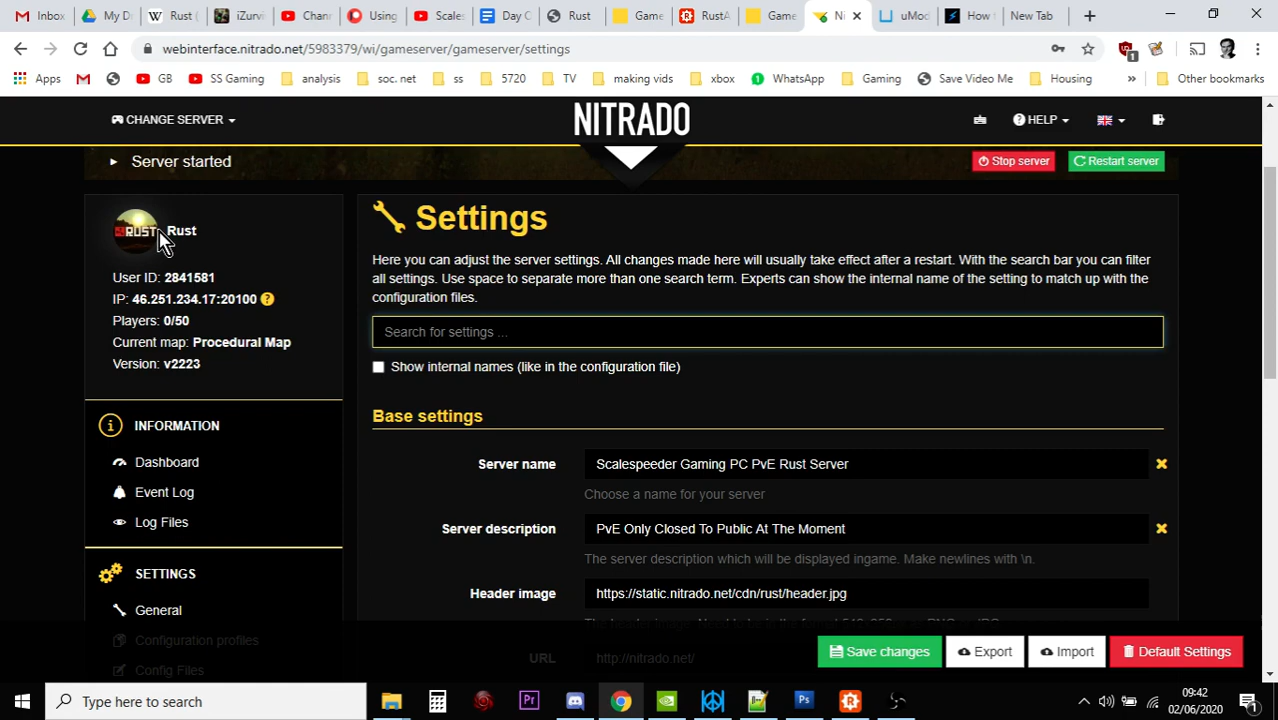 Inbox
My D
Rust (
iZurvi
Chann
Using
Scales
Day C
Rust
Game
RustA
Game
Ni
uMod
How t
New Tab
webinterface.nitrado.net/5983379/wi/gameserver/gameserver/settings
Apps
GB
SS Gaming
analysis
soc. net
ss
5720
TV
making vids
xbox
WhatsApp
Gaming
Save Video Me
Housing
»
Other bookmarks
CHANGE SERVER
NITRADO
HELP
Server started
Stop server
Restart server
RUST
Rust
User ID: 2841581
IP: 46.251.234.17:20100
Players: 0/50
Current map: Procedural Map
Version: v2223
INFORMATION
Dashboard
Event Log
Log Files
SETTINGS
General
Configuration profiles
Config Files
Settings
Here you can adjust the server settings. All changes made here will usually take effect after a restart. With the search bar you can filter
all settings. Use space to separate more than one search term. Experts can show the internal name of the setting to match up with the
configuration files.
Search for settings ...
Show internal names (like in the configuration file)
Base settings
Server name
Scalespeeder Gaming PC PvE Rust Server
Choose a name for your server
Server description
PvE Only Closed To Public At The Moment
The server description which will be displayed ingame. Make newlines with \n.
Header image
https://static.nitrado.net/cdn/rust/header.jpg
URL
http://nitrado.net/
Save changes
Export
Import
Default Settings
Type here to search
09:42
02/06/2020